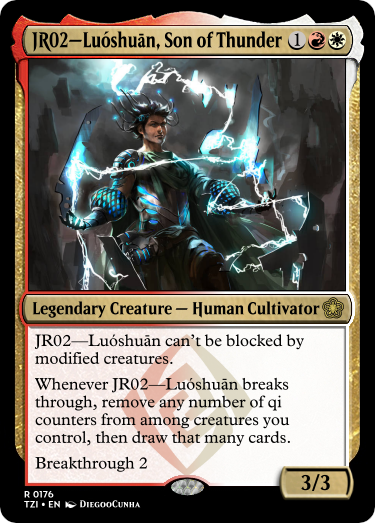 JR02—Luóshuān, Son of Thunder 1
Legendary Creature — Human Cultivator
JR02—Luóshuān can't be blocked by
modified creatures.
Whenever JR02—Luóshuān breaks
through, remove any number of qi
counters from among creatures you
control, then draw that many cards.
Breakthrough 2
3/3
R 0176
TZI • EN DiegooCunha